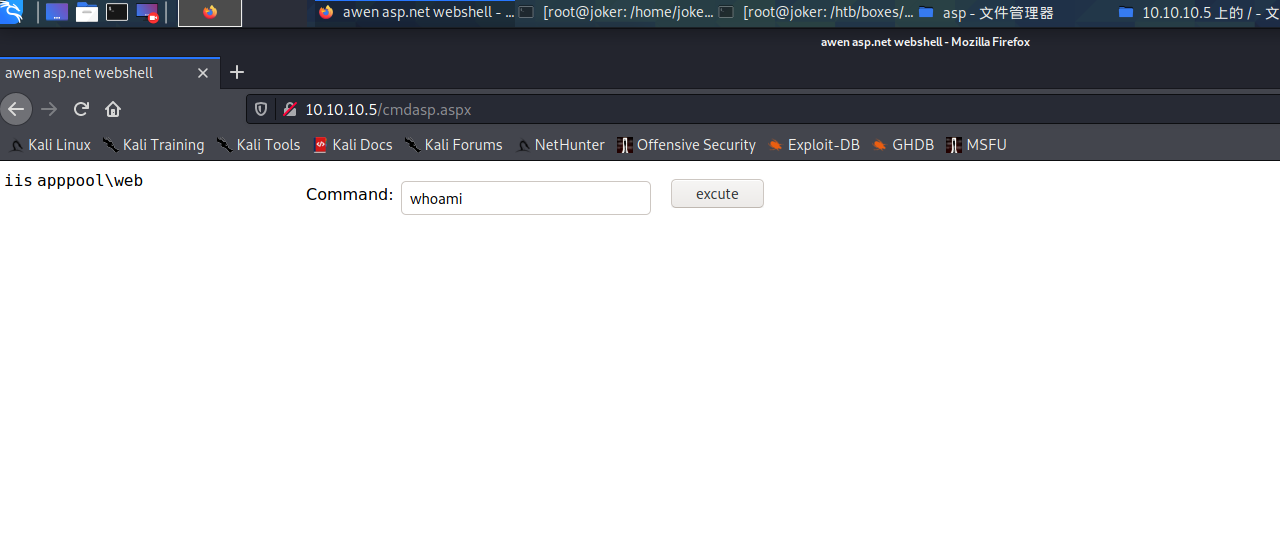 awen asp.net webshell - ... [root@joker: /home/joke... [root@joker: /htb/boxes/... asp - 文件管理器 10.10.10.5 上的 / - 文
awen asp.net webshell - Mozilla Firefox
awen asp.net webshell
10.10.10.5/cmdasp.aspx
Kali Linux Kali Training Kali Tools Kali Docs Kali Forums NetHunter Offensive Security Exploit-DB GHDB MSFU
iis apppool\web
Command: whoami excute